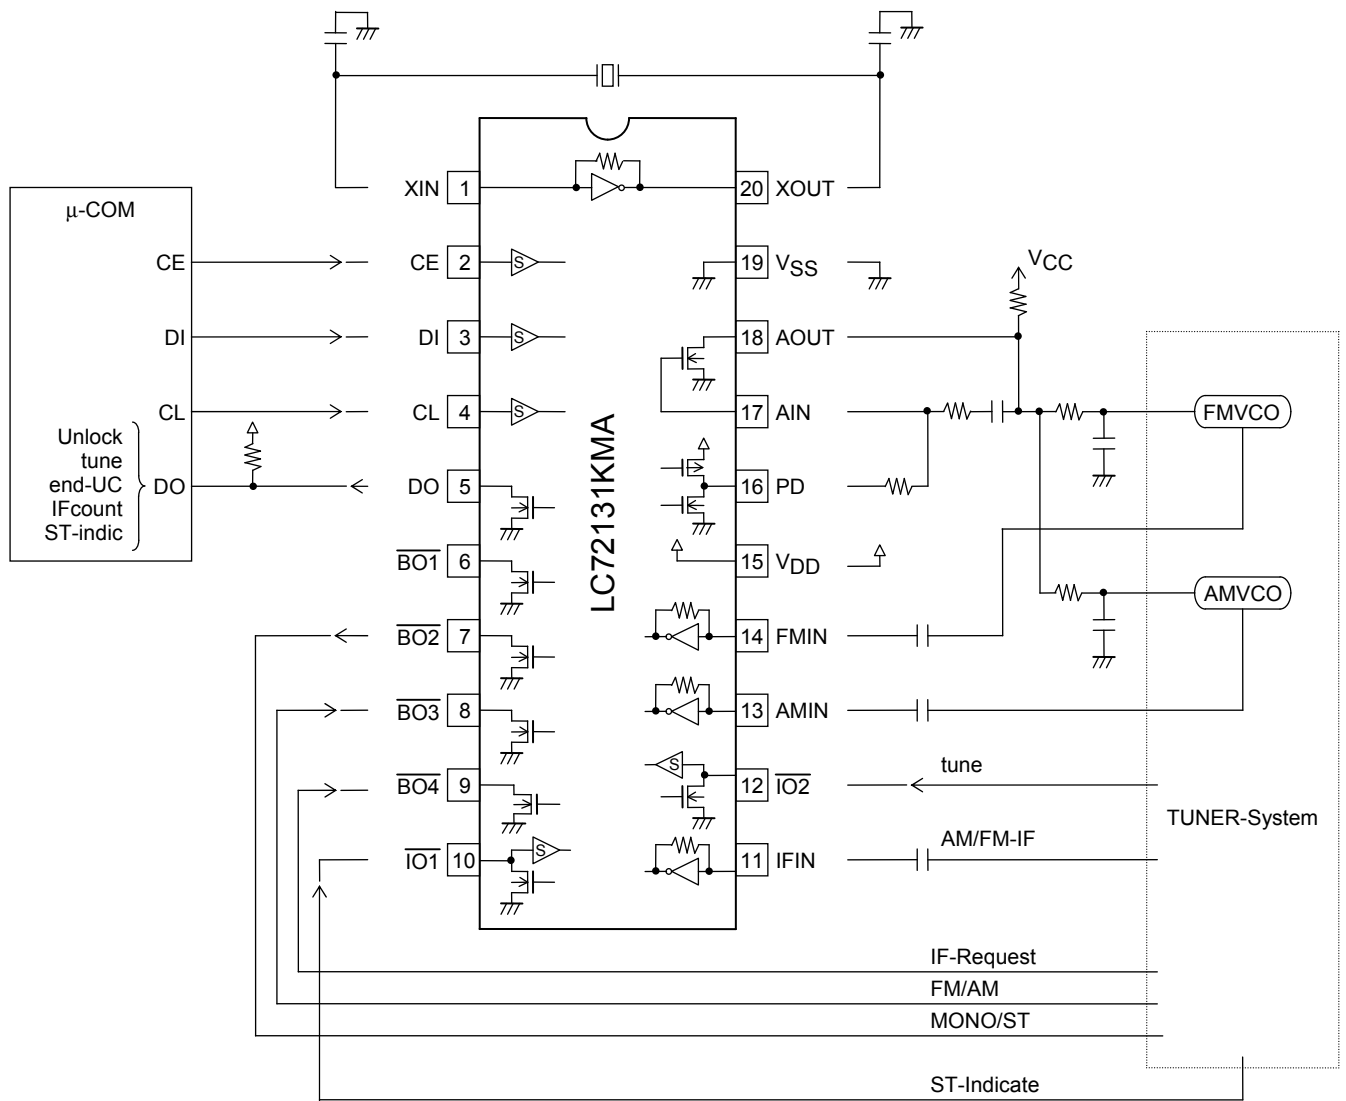 XIN 1
20 XOUT
μ-COM
CE
CE 2
S
19 VSS
VCC
DI
DI 3
S
18 AOUT
CL
CL 4
S
17 AIN
FMVCO
Unlock
tune
end-UC
IFcount
ST-indic
DO
DO 5
16 PD
LC72131KMA
BO1 6
15 VDD
AMVCO
BO2 7
14 FMIN
BO3 8
13 AMIN
BO4 9
S
12 IO2
tune
TUNER-System
IO1 10
S
11 IFIN
AM/FM-IF
IF-Request
FM/AM
MONO/ST
ST-Indicate